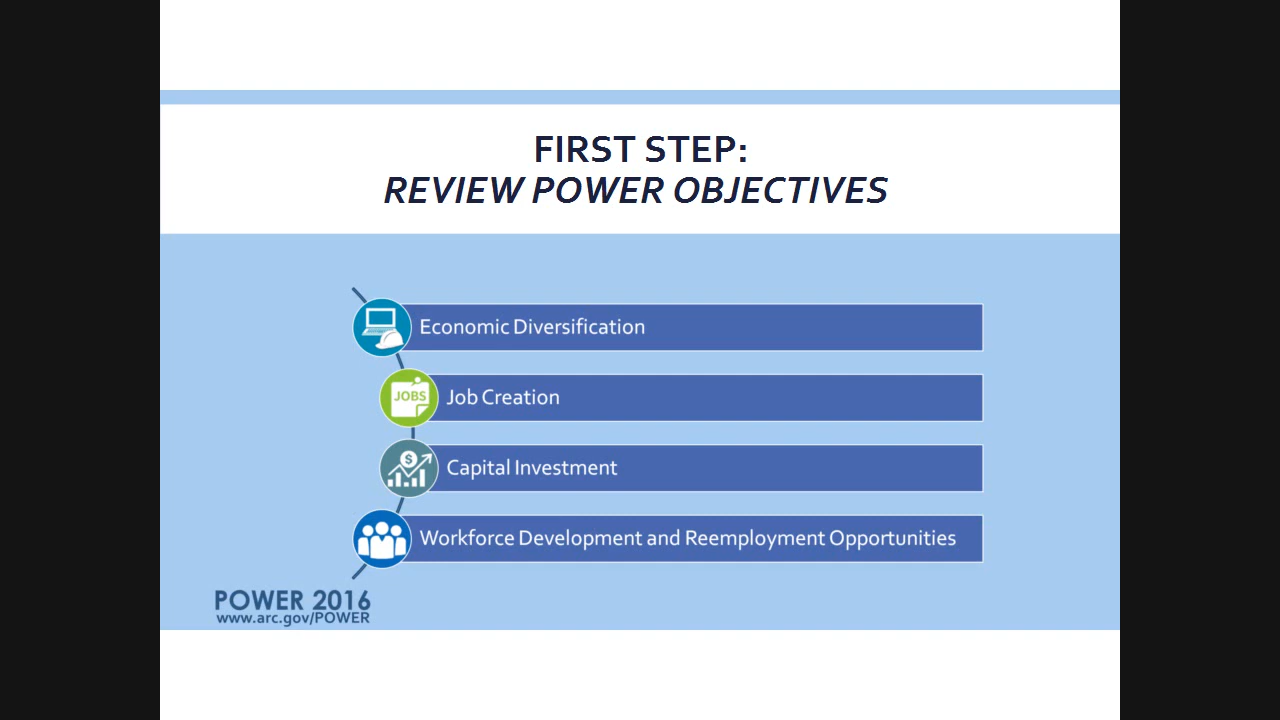 FIRST STEP:
REVIEW POWER OBJECTIVES
Economic Diversification
JOBS
Job Creation
$
Capital Investment
Workforce Development and Reemployment Opportunities
POWER 2016
www.arc.gov/POWER